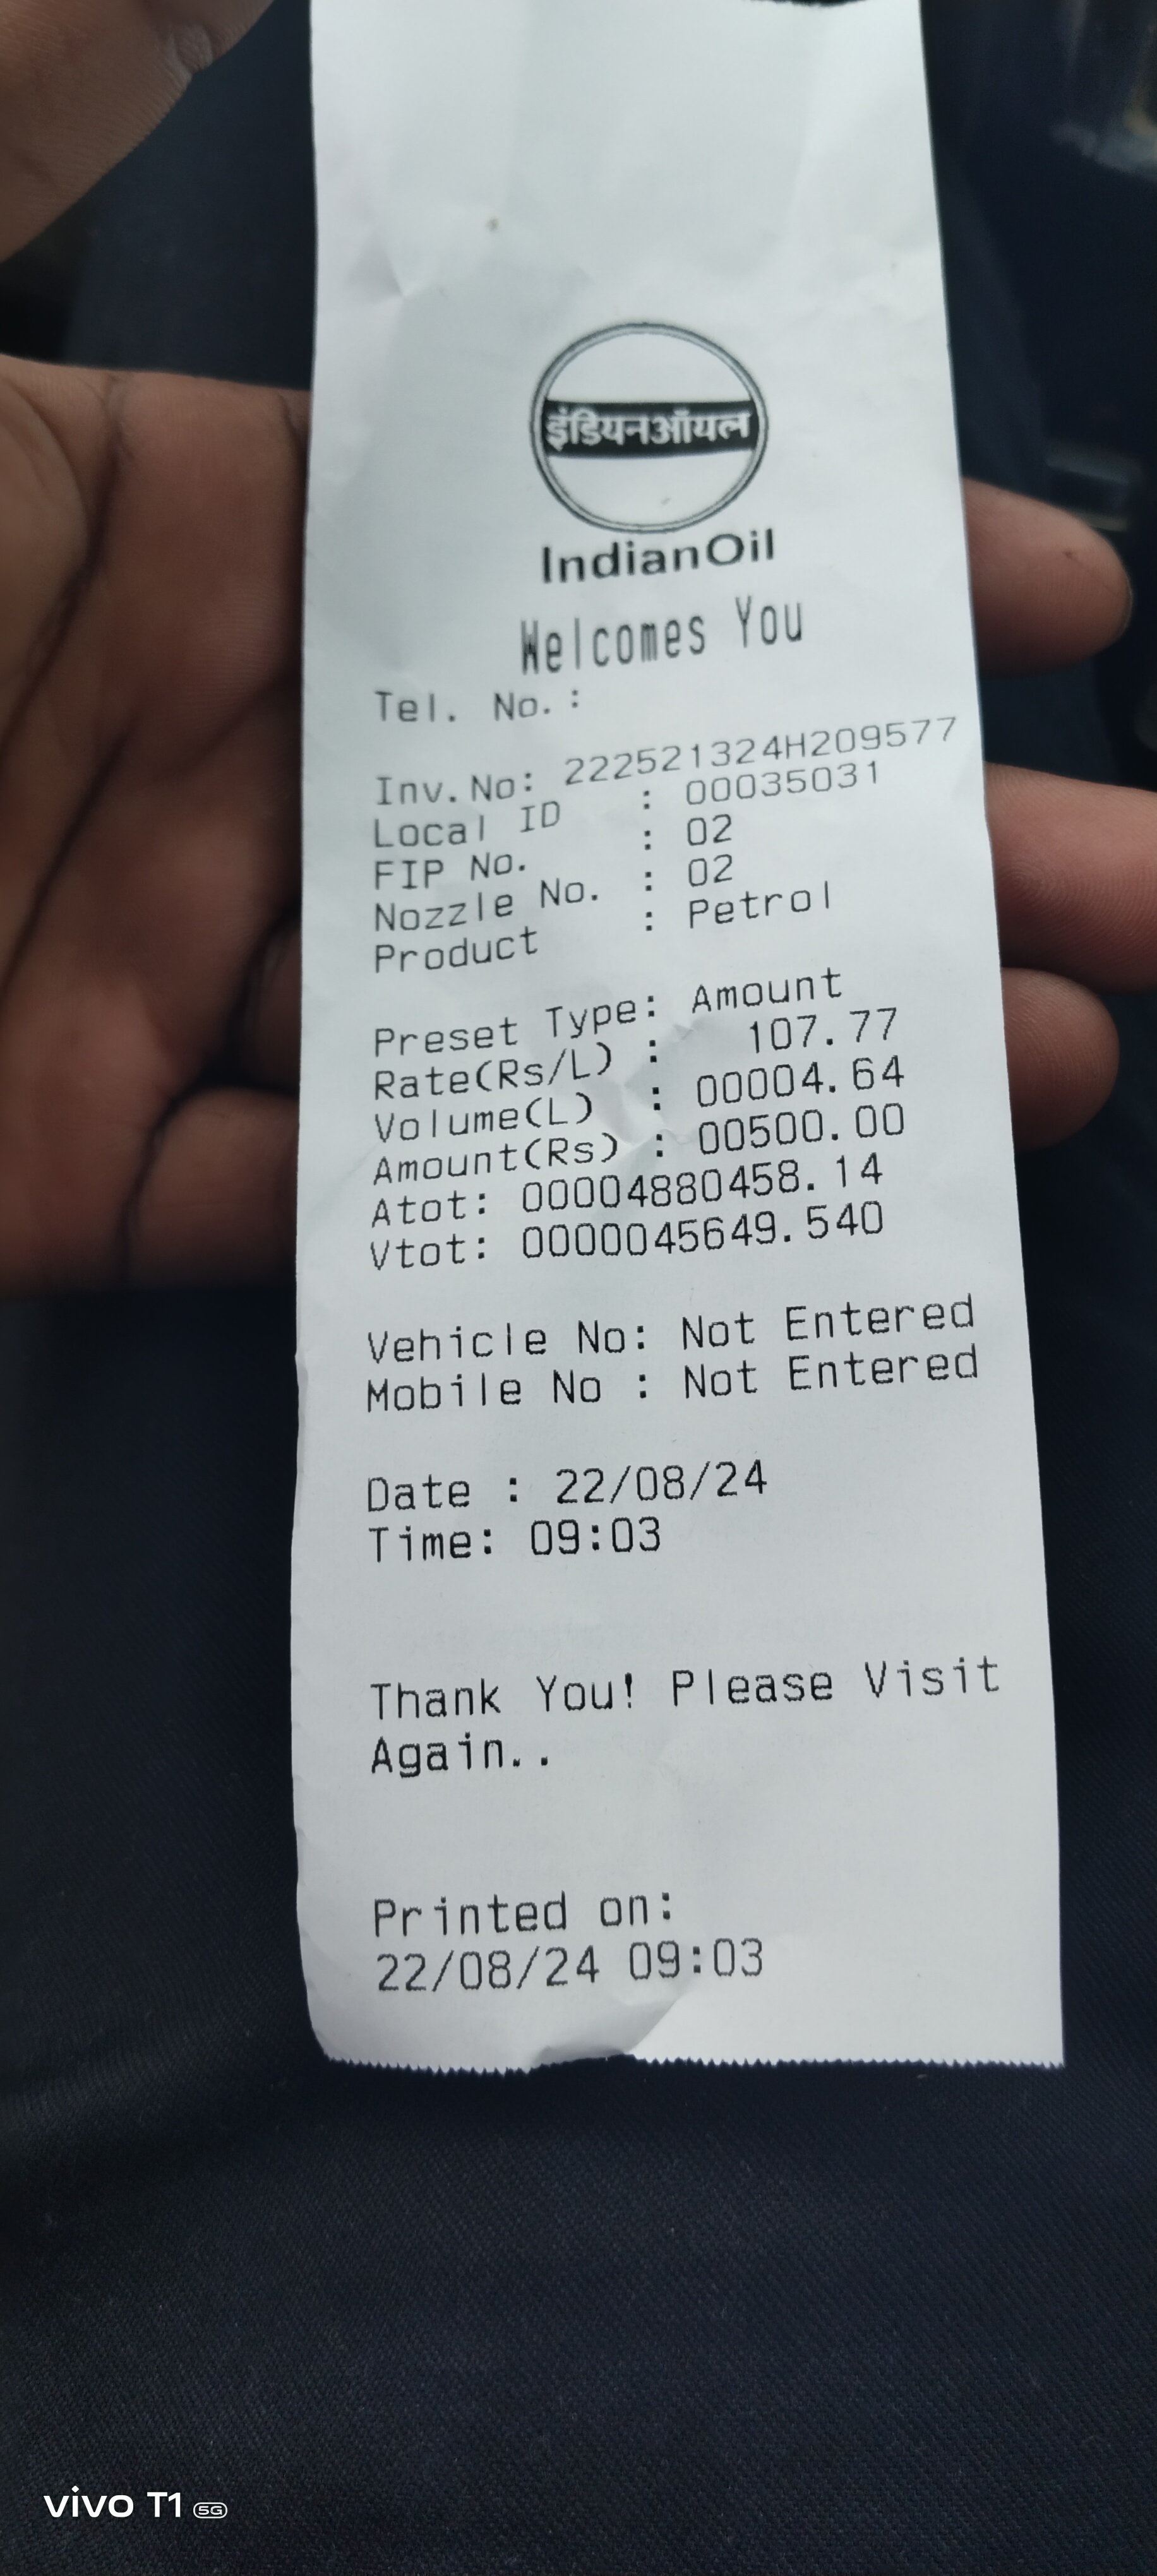 इंडियनऑयल
IndianOil
Welcomes You
Tel. No.:
Inv.No: 222521324H209577
Local ID : 00035031
FIP No. : 02
Nozzle No. : 02
Product : Petrol
Preset Type: Amount
Rate(Rs/L) : 107.77
Volume(L) : 00004.64
Amount(Rs) : 00500.00
Atot: 00004880458.14
Vtot: 0000045649.540
Vehicle No: Not Entered
Mobile No : Not Entered
Date : 22/08/24
Time: 09:03
Thank You! Please Visit
Again..
Printed on:
22/08/24 09:03
vivo T1 5G